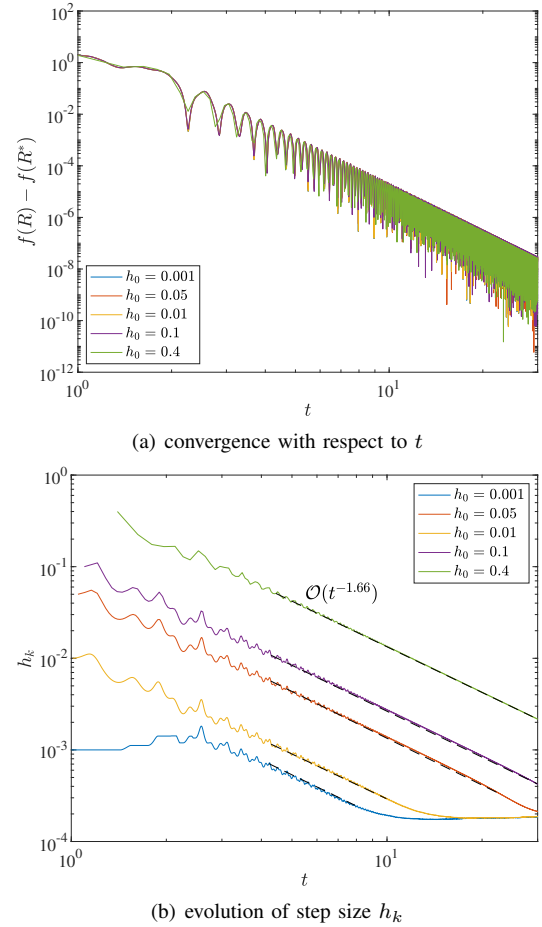 10^2
10^0
10^-2
10^-4
10^-6
10^-8
10^-10
10^-12
f(R) − f(R*)
h_0 = 0.001
h_0 = 0.05
h_0 = 0.01
h_0 = 0.1
h_0 = 0.4
10^0 10^1
t
(a) convergence with respect to t
10^0
10^-1
10^-2
10^-3
10^-4
h_k
h_0 = 0.001
h_0 = 0.05
h_0 = 0.01
h_0 = 0.1
h_0 = 0.4
O(t^-1.66)
10^0 10^1
t
(b) evolution of step size h_k